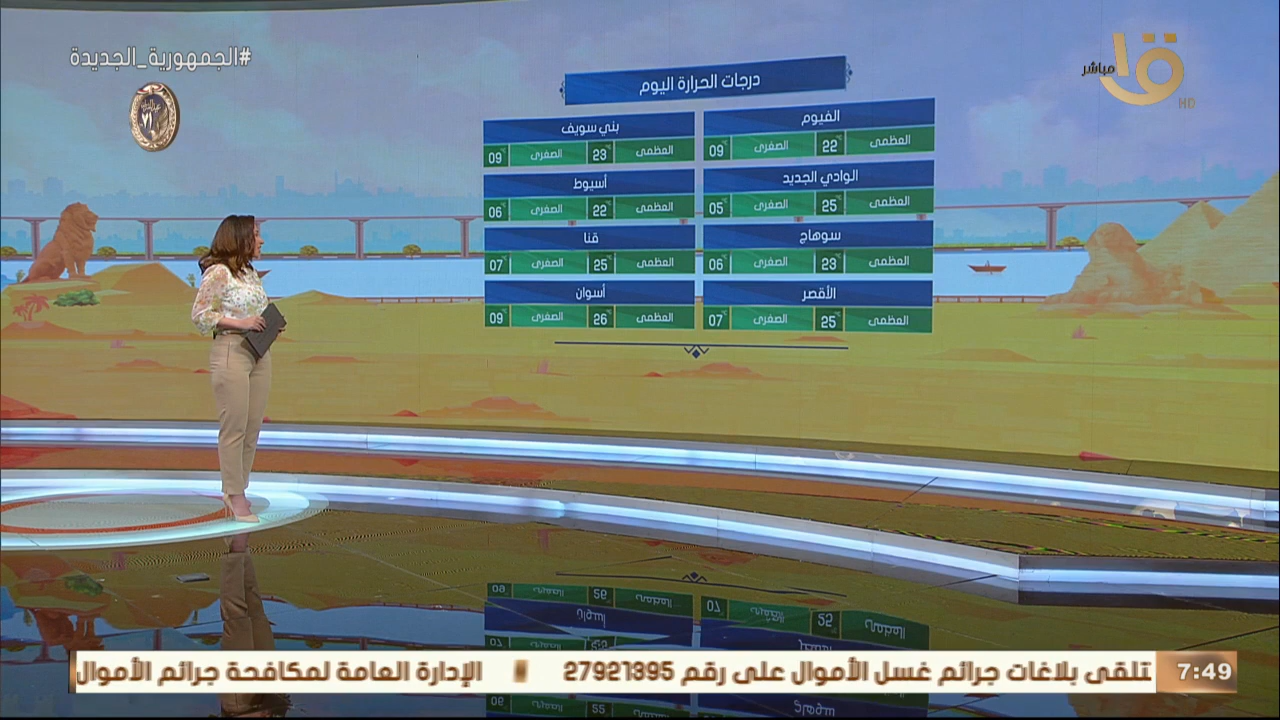 #الجمهورية_الجديدة
مباشر
HD
درجات الحرارة اليوم
الفيوم
العظمى 22 الصغرى 09
بني سويف
العظمى 23 الصغرى 09
الوادي الجديد
العظمى 25 الصغرى 05
أسيوط
العظمى 22 الصغرى 06
سوهاج
العظمى 23 الصغرى 06
قنا
العظمى 25 الصغرى 07
الأقصر
العظمى 25 الصغرى 07
أسوان
العظمى 26 الصغرى 09
7:49
تلقى بلاغات جرائم غسل الأموال على رقم 27921395
الإدارة العامة لمكافحة جرائم الأموال